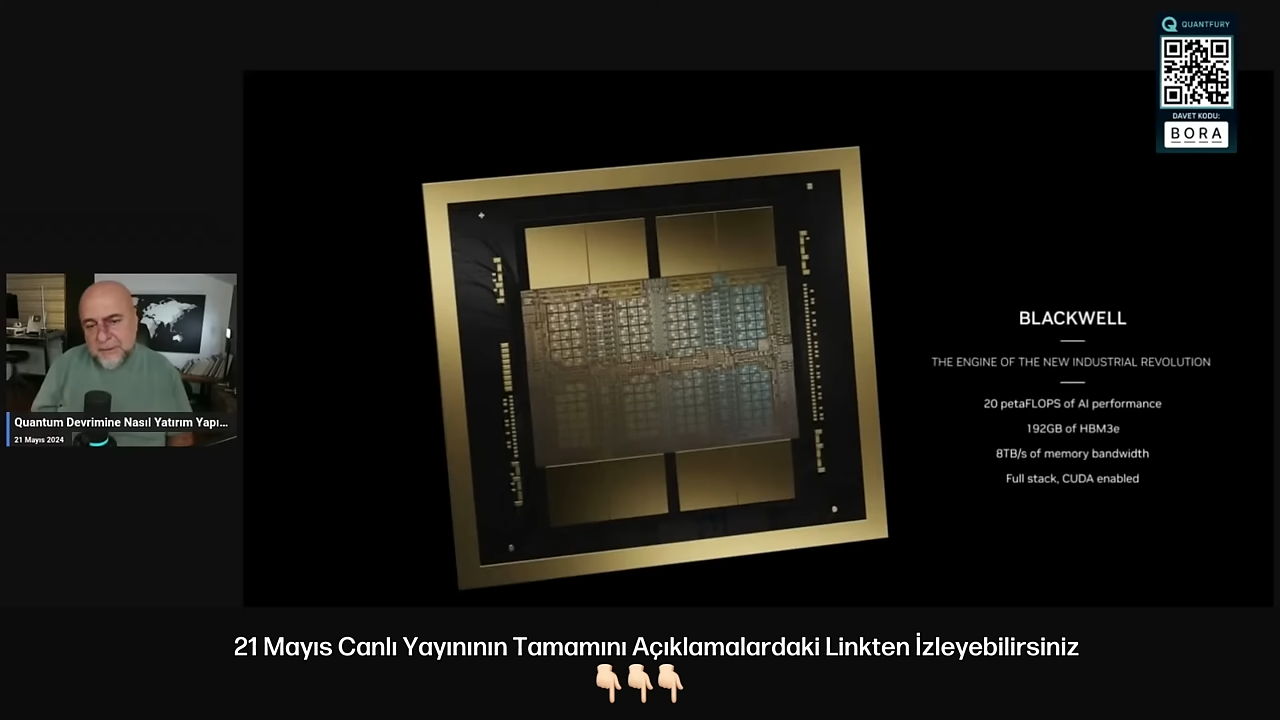 QUANTFURY
DAVET KODU:
BORA
BLACKWELL
THE ENGINE OF THE NEW INDUSTRIAL REVOLUTION
20 petaFLOPS of AI performance
192GB of HBM3e
8TB/s of memory bandwidth
Full stack, CUDA enabled
Quantum Devrimine Nasıl Yatırım Yapı...
21 Mayıs 2024
21 Mayıs Canlı Yayınının Tamamını Açıklamalardaki Linkten İzleyebilirsiniz
👇🏻👇🏻👇🏻